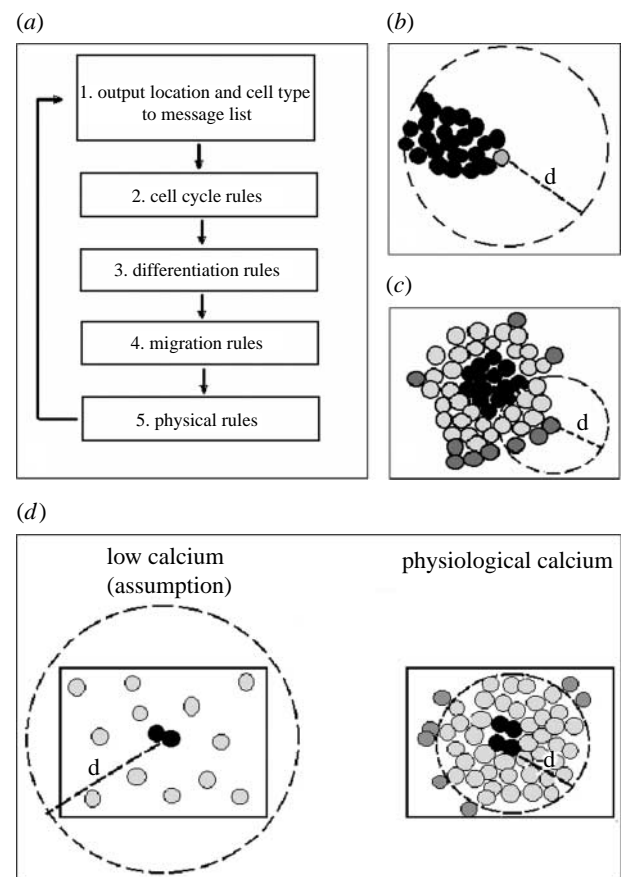 (a)
1. output location and cell type
to message list
2. cell cycle rules
3. differentiation rules
4. migration rules
5. physical rules
(b)
d
(c)
d
(d)
low calcium
(assumption)
d
physiological calcium
d